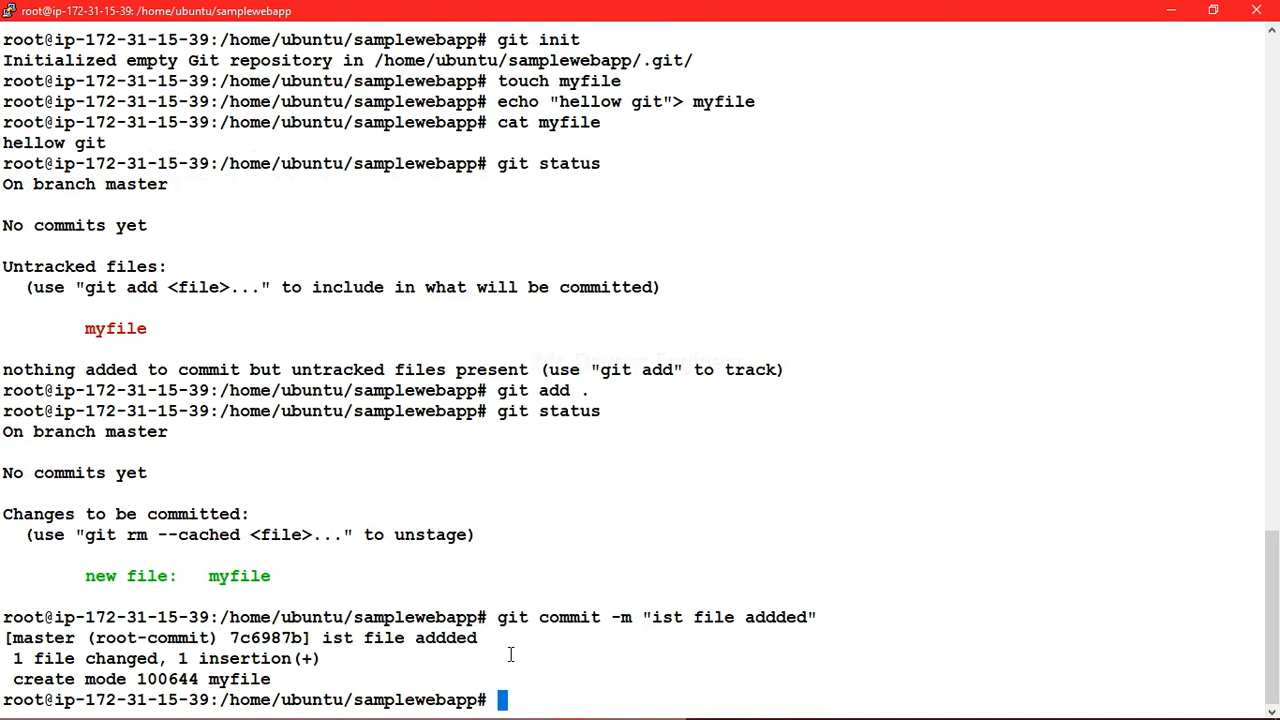 root@ip-172-31-15-39: /home/ubuntu/samplewebapp
root@ip-172-31-15-39:/home/ubuntu/samplewebapp# git init
Initialized empty Git repository in /home/ubuntu/samplewebapp/.git/
root@ip-172-31-15-39:/home/ubuntu/samplewebapp# touch myfile
root@ip-172-31-15-39:/home/ubuntu/samplewebapp# echo "hellow git"> myfile
root@ip-172-31-15-39:/home/ubuntu/samplewebapp# cat myfile
hellow git
root@ip-172-31-15-39:/home/ubuntu/samplewebapp# git status
On branch master
No commits yet
Untracked files:
(use "git add <file>..." to include in what will be committed)
myfile
nothing added to commit but untracked files present (use "git add" to track)
root@ip-172-31-15-39:/home/ubuntu/samplewebapp# git add .
root@ip-172-31-15-39:/home/ubuntu/samplewebapp# git status
On branch master
No commits yet
Changes to be committed:
(use "git rm --cached <file>..." to unstage)
new file:   myfile
root@ip-172-31-15-39:/home/ubuntu/samplewebapp# git commit -m "ist file addded"
[master (root-commit) 7c6987b] ist file addded
1 file changed, 1 insertion(+)
create mode 100644 myfile
root@ip-172-31-15-39:/home/ubuntu/samplewebapp#